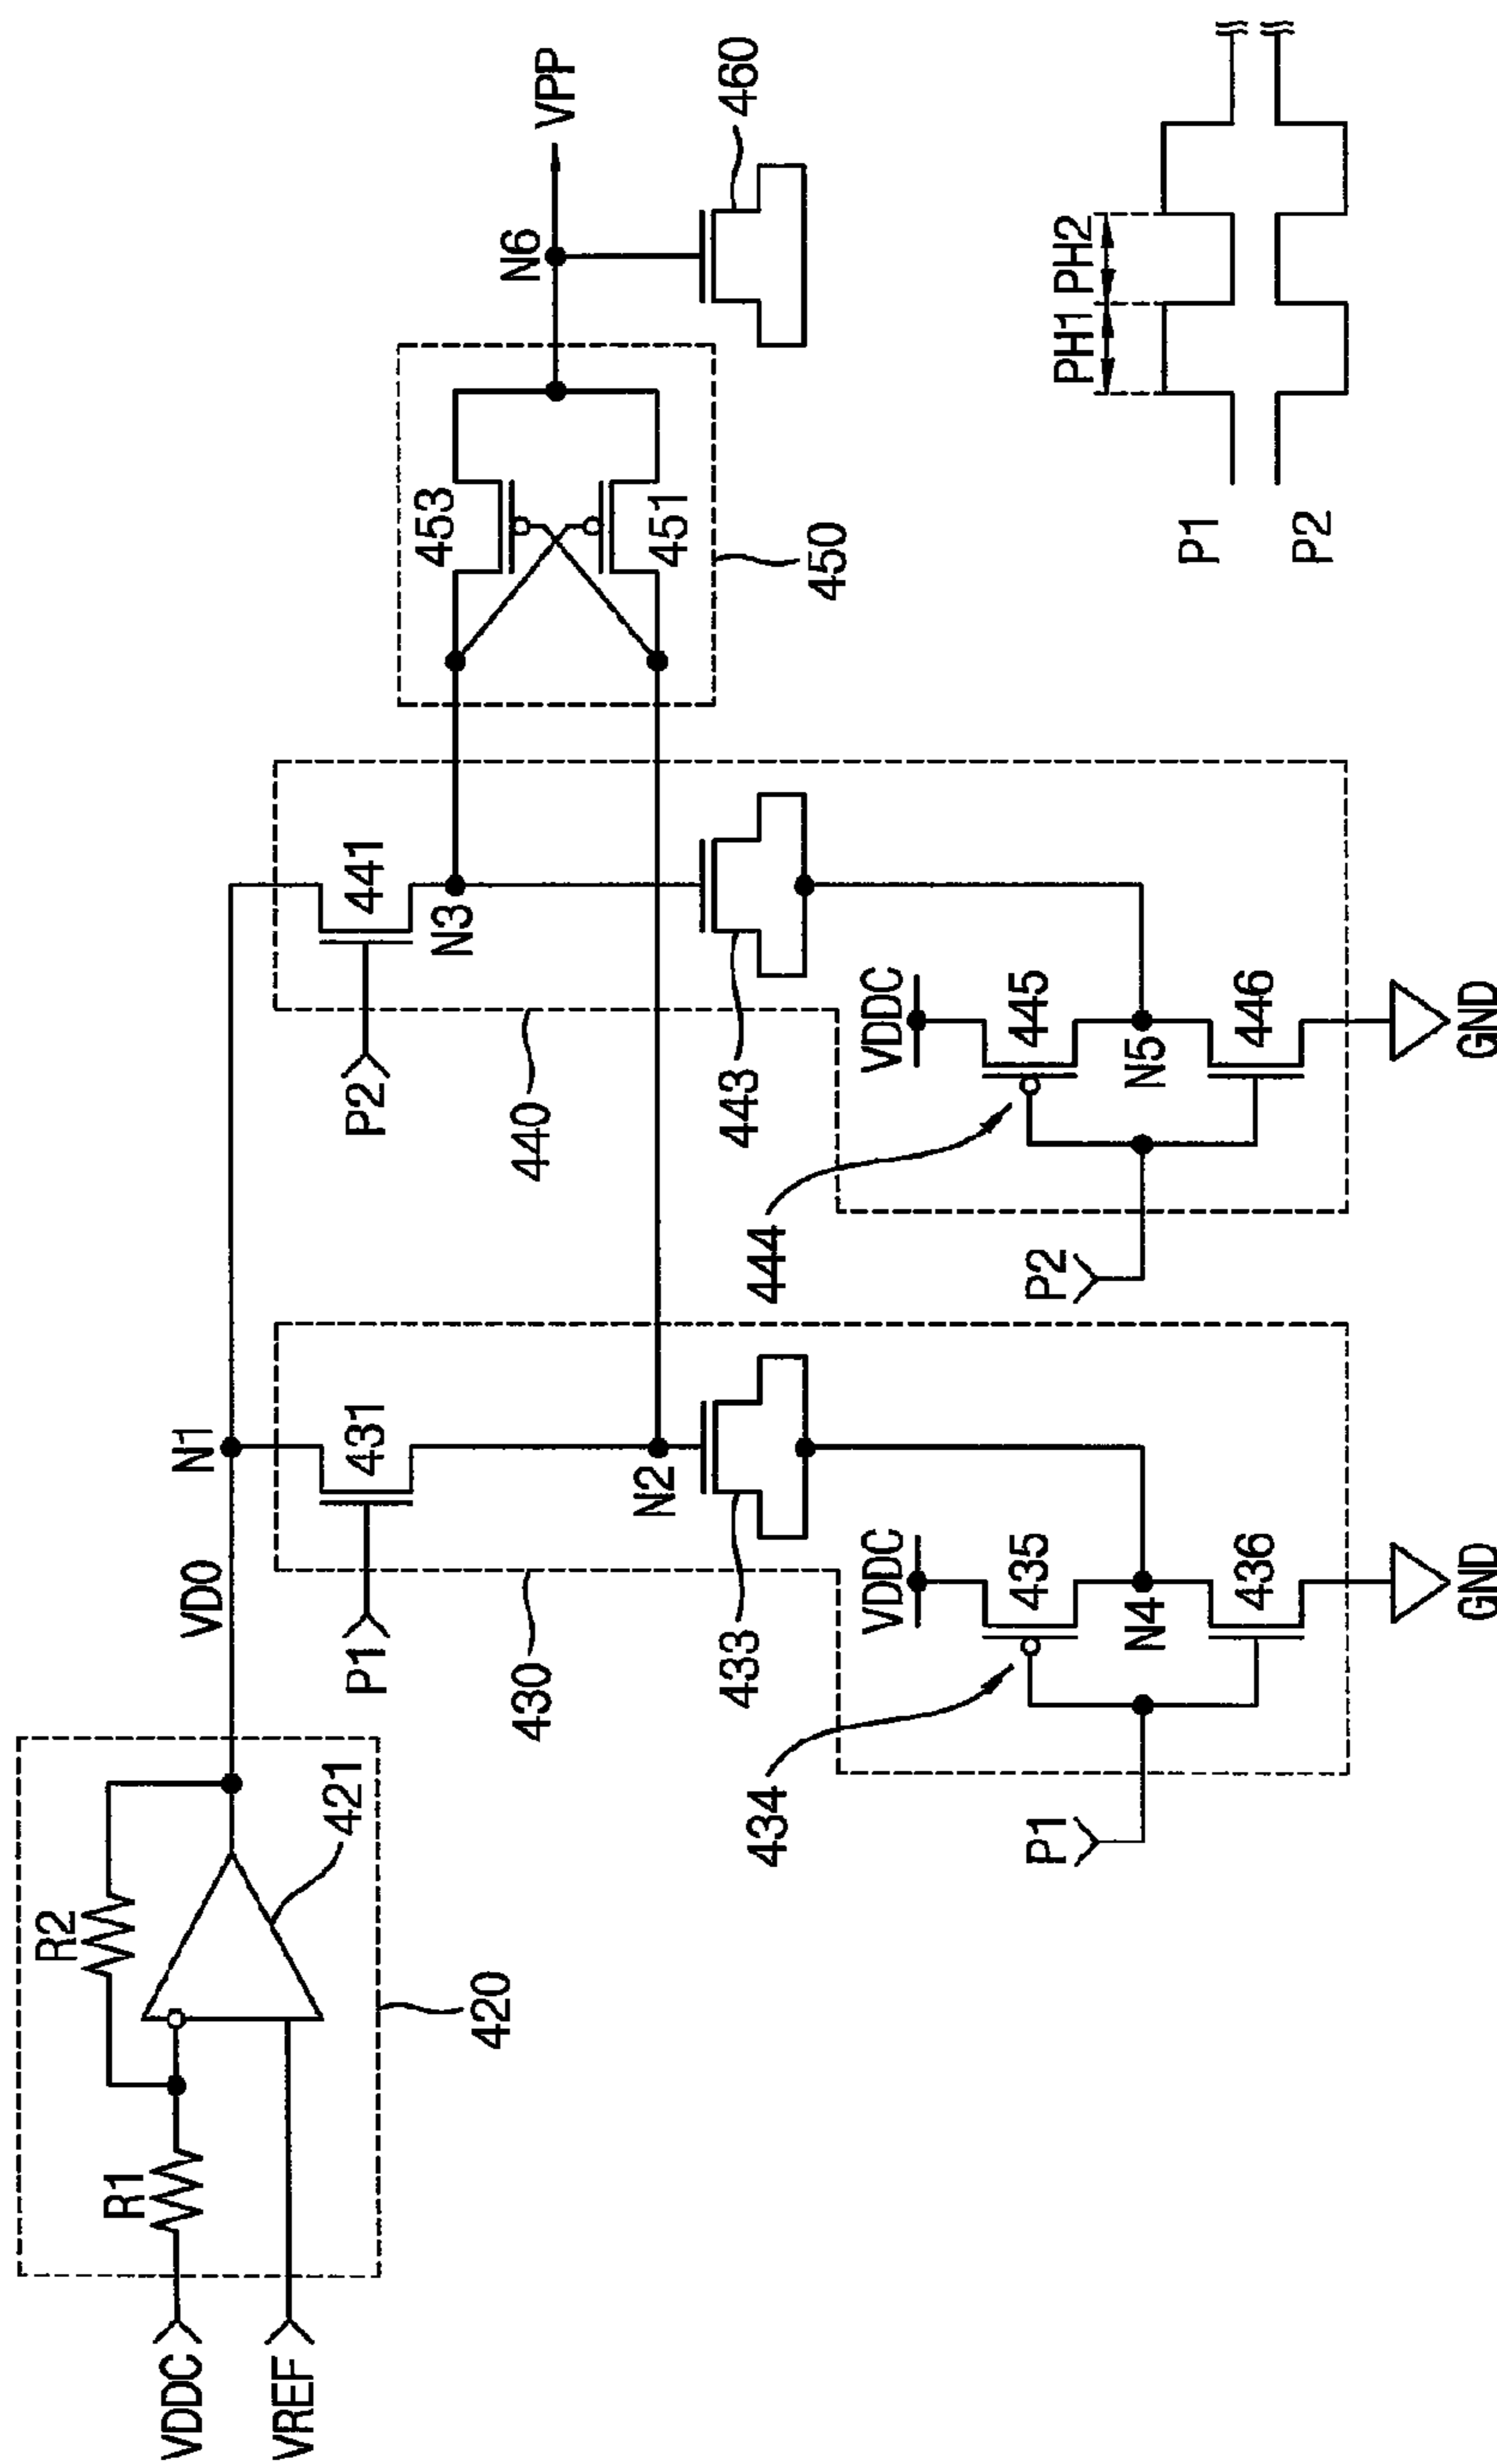 R2
R1
VDDC
VREF
421
420
VD0
N1
P1
431
430
N2
433
434
VDDC
435
N4
436
P1
GND
P2
441
N3
440
443
444
VDDC
445
N5
446
P2
GND
453
451
450
N6
VPP
460
PH1 PH2
P1
P2